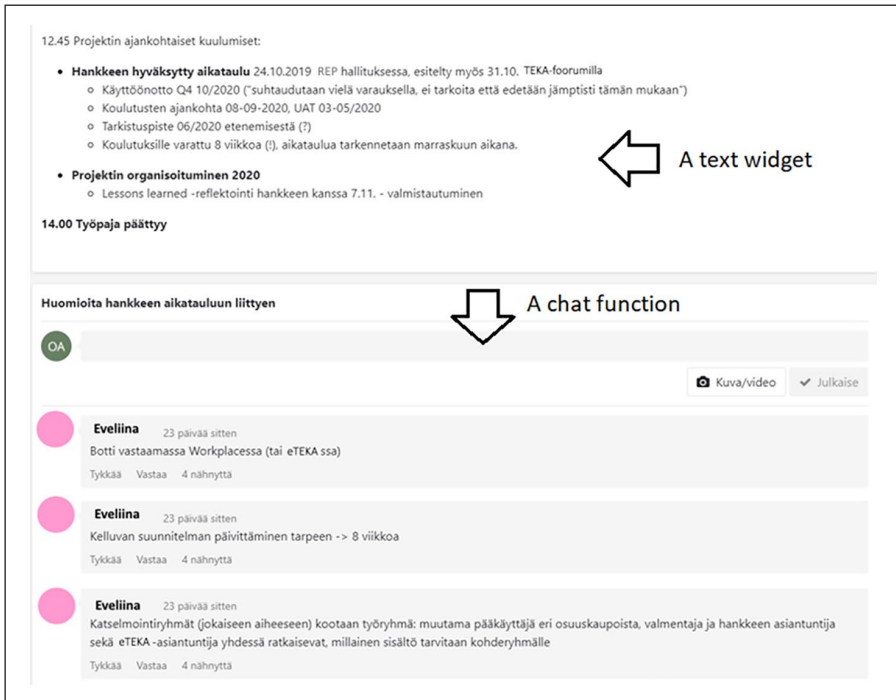 12.45 Projektin ajankohtaiset kuulumiset:
• Hankkeen hyväksytty aikataulu 24.10.2019 REP hallituksessa, esitelty myös 31.10. TEKA-foorumilla
o Käyttöönotto Q4 10/2020 ("suhtaudutaan vielä varauksella, ei tarkoita että edetään jämptisti tämän mukaan")
o Koulutusten ajankohta 08-09-2020, UAT 03-05/2020
o Tarkistuspiste 06/2020 etenemisestä (?)
o Koulutuksille varattu 8 viikkoa (!), aikataulua tarkennetaan marraskuun aikana.
A text widget
• Projektin organisoituminen 2020
o Lessons learned -reflektointi hankkeen kanssa 7.11. - valmistautuminen
14.00 Työpaja päättyy
Huomioita hankkeen aikatauluun liittyen
A chat function
OA
Kuva/video
Julkaise
Eveliina 23 päivää sitten
Botti vastaamassa Workplacessa (tai eTEKA ssa)
Tykkää Vastaa 4 nähnyttä
Eveliina 23 päivää sitten
Kelluvan suunnitelman päivittäminen tarpeen -> 8 viikkoa
Tykkää Vastaa 4 nähnyttä
Eveliina 23 päivää sitten
Katselmointiryhmät (jokaiseen aiheeseen) kootaan työryhmä: muutama pääkäyttäjä eri osuuskaupoista, valmentaja ja hankkeen asiantuntija
sekä eTEKA -asiantuntija yhdessä ratkaisevat, millainen sisältö tarvitaan kohderyhmälle
Tykkää Vastaa 4 nähnyttä